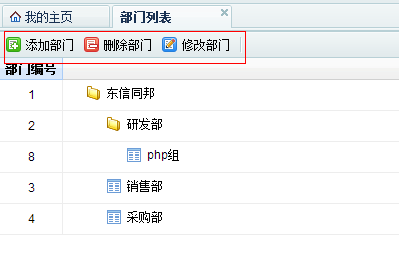 我的主页 部门列表
添加部门 删除部门 修改部门
部门编号
1 东信同邦
2 研发部
8 php组
3 销售部
4 采购部